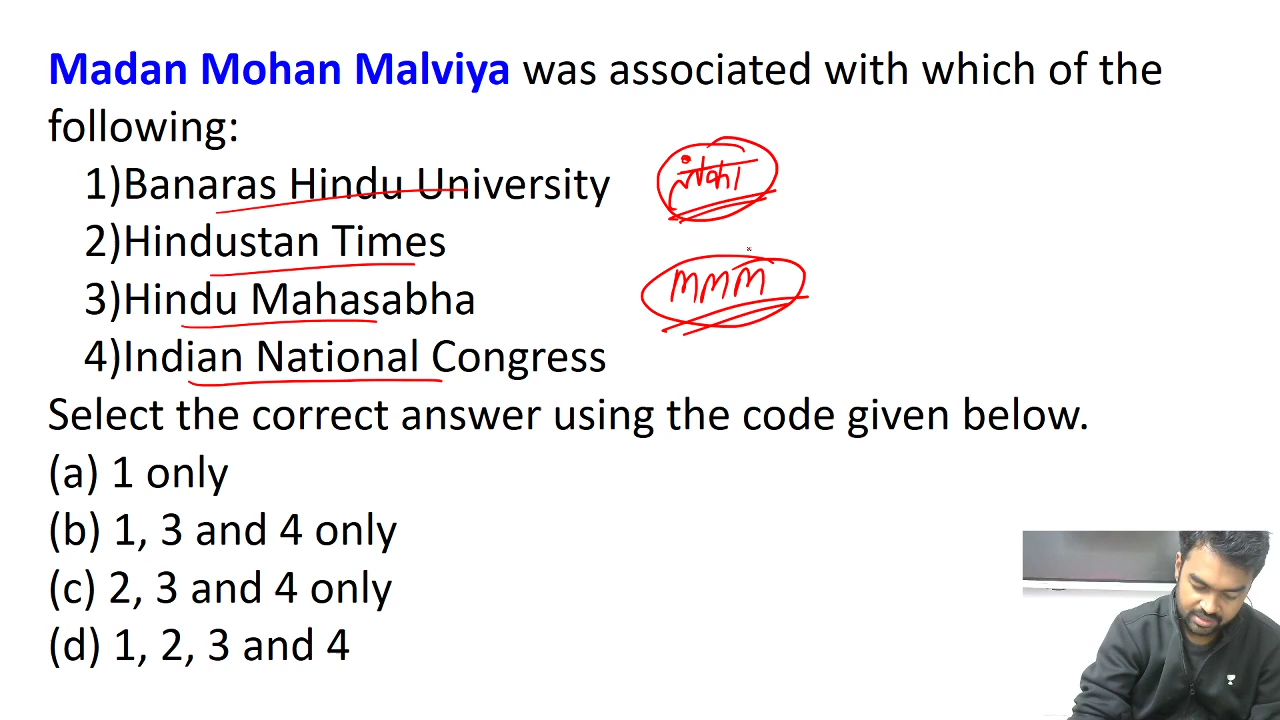 Madan Mohan Malviya was associated with which of the
following:
1)Banaras Hindu University
2)Hindustan Times
3)Hindu Mahasabha
4)Indian National Congress
MMM
Select the correct answer using the code given below.
(a) 1 only
(b) 1, 3 and 4 only
(c) 2, 3 and 4 only
(d) 1, 2, 3 and 4